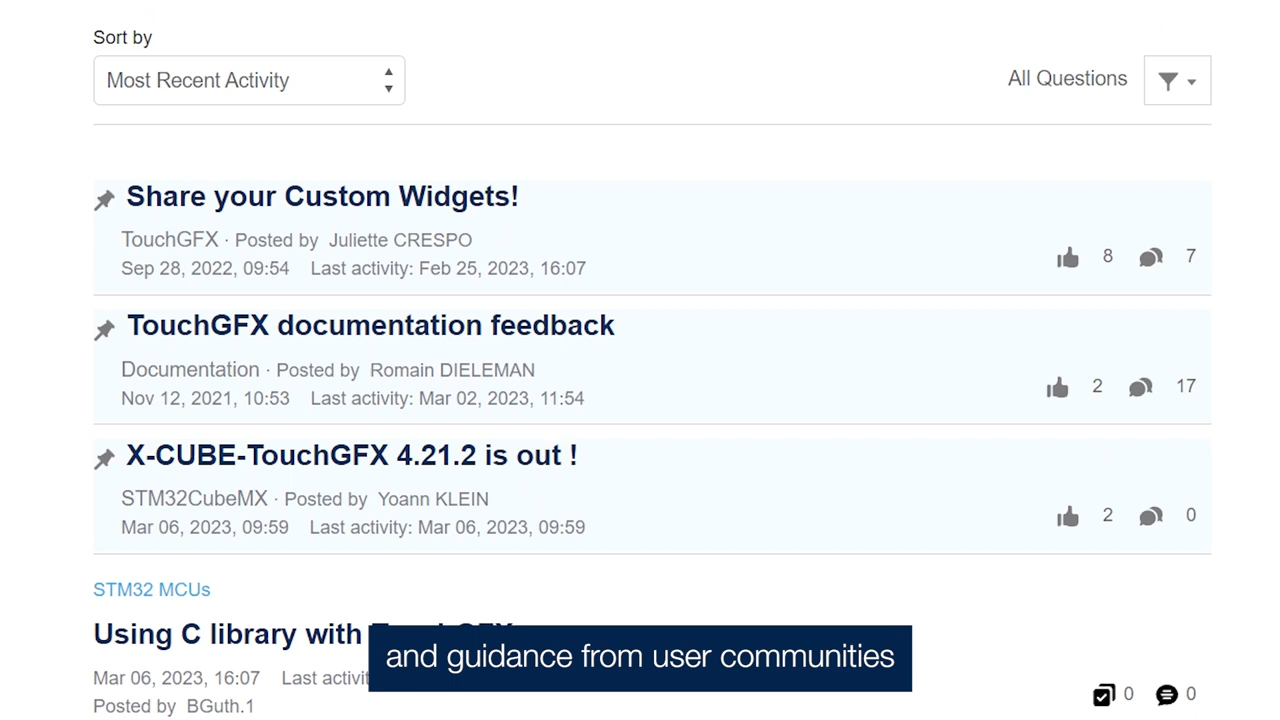 Sort by
Most Recent Activity
All Questions
Share your Custom Widgets!
TouchGFX · Posted by Juliette CRESPO
Sep 28, 2022, 09:54 Last activity: Feb 25, 2023, 16:07
8 7
TouchGFX documentation feedback
Documentation · Posted by Romain DIELEMAN
Nov 12, 2021, 10:53 Last activity: Mar 02, 2023, 11:54
2 17
X-CUBE-TouchGFX 4.21.2 is out !
STM32CubeMX · Posted by Yoann KLEIN
Mar 06, 2023, 09:59 Last activity: Mar 06, 2023, 09:59
2 0
STM32 MCUs
Using C library with
and guidance from user communities
Mar 06, 2023, 16:07 Last
Posted by BGuth.1
0 0